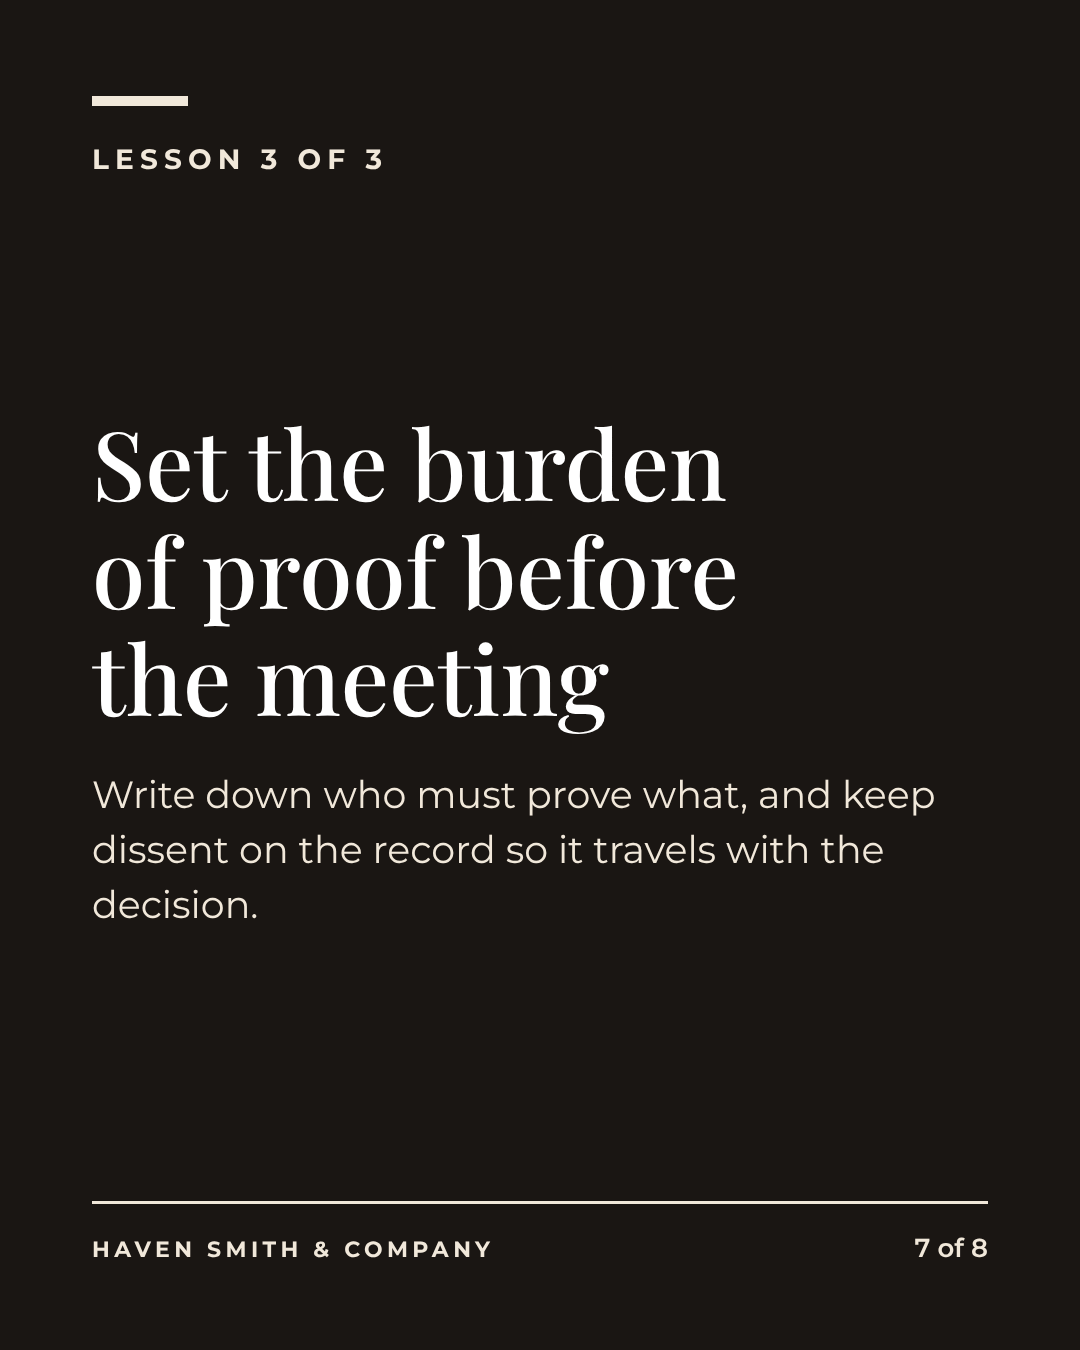 LESSON 3 OF 3
Set the burden
of proof before
the meeting
Write down who must prove what, and keep
dissent on the record so it travels with the
decision.
HAVEN SMITH & COMPANY
7 of 8